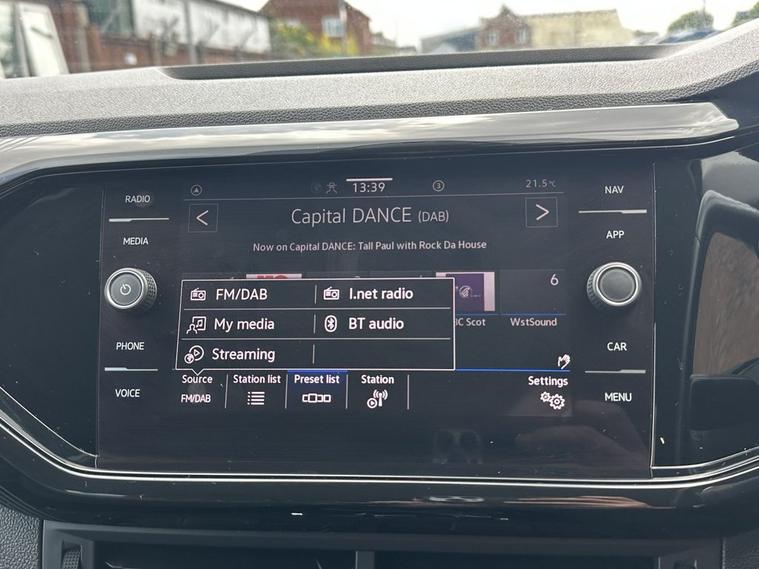 RADIO
MEDIA
PHONE
VOICE
13:39
3
21.5°C
Capital DANCE (DAB)
Now on Capital DANCE: Tall Paul with Rock Da House
FM/DAB
I.net radio
My media
BT audio
Streaming
6
C Scot
WestSound
Source
FM/DAB
Station list
Preset list
Station
Settings
NAV
APP
CAR
MENU